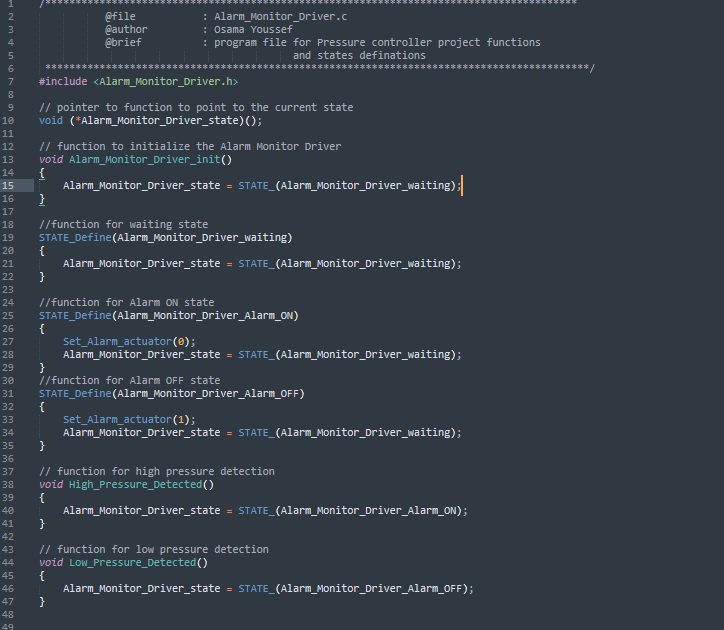 1 /*****************************************************************************************
2 @file : Alarm_Monitor_Driver.c
3 @author : Osama Youssef
4 @brief : program file for Pressure controller project functions
5 and states definations
6 *******************************************************************************************/
7 #include <Alarm_Monitor_Driver.h>
8
9 // pointer to function to point to the current state
10 void (*Alarm_Monitor_Driver_state)();
11
12 // function to initialize the Alarm Monitor Driver
13 void Alarm_Monitor_Driver_init()
14 {
15 Alarm_Monitor_Driver_state = STATE_(Alarm_Monitor_Driver_waiting);
16 }
17
18 //function for waiting state
19 STATE_Define(Alarm_Monitor_Driver_waiting)
20 {
21 Alarm_Monitor_Driver_state = STATE_(Alarm_Monitor_Driver_waiting);
22 }
23
24 //function for Alarm ON state
25 STATE_Define(Alarm_Monitor_Driver_Alarm_ON)
26 {
27 Set_Alarm_actuator(0);
28 Alarm_Monitor_Driver_state = STATE_(Alarm_Monitor_Driver_waiting);
29 }
30 //function for Alarm OFF state
31 STATE_Define(Alarm_Monitor_Driver_Alarm_OFF)
32 {
33 Set_Alarm_actuator(1);
34 Alarm_Monitor_Driver_state = STATE_(Alarm_Monitor_Driver_waiting);
35 }
36
37 // function for high pressure detection
38 void High_Pressure_Detected()
39 {
40 Alarm_Monitor_Driver_state = STATE_(Alarm_Monitor_Driver_Alarm_ON);
41 }
42
43 // function for low pressure detection
44 void Low_Pressure_Detected()
45 {
46 Alarm_Monitor_Driver_state = STATE_(Alarm_Monitor_Driver_Alarm_OFF);
47 }
48
49